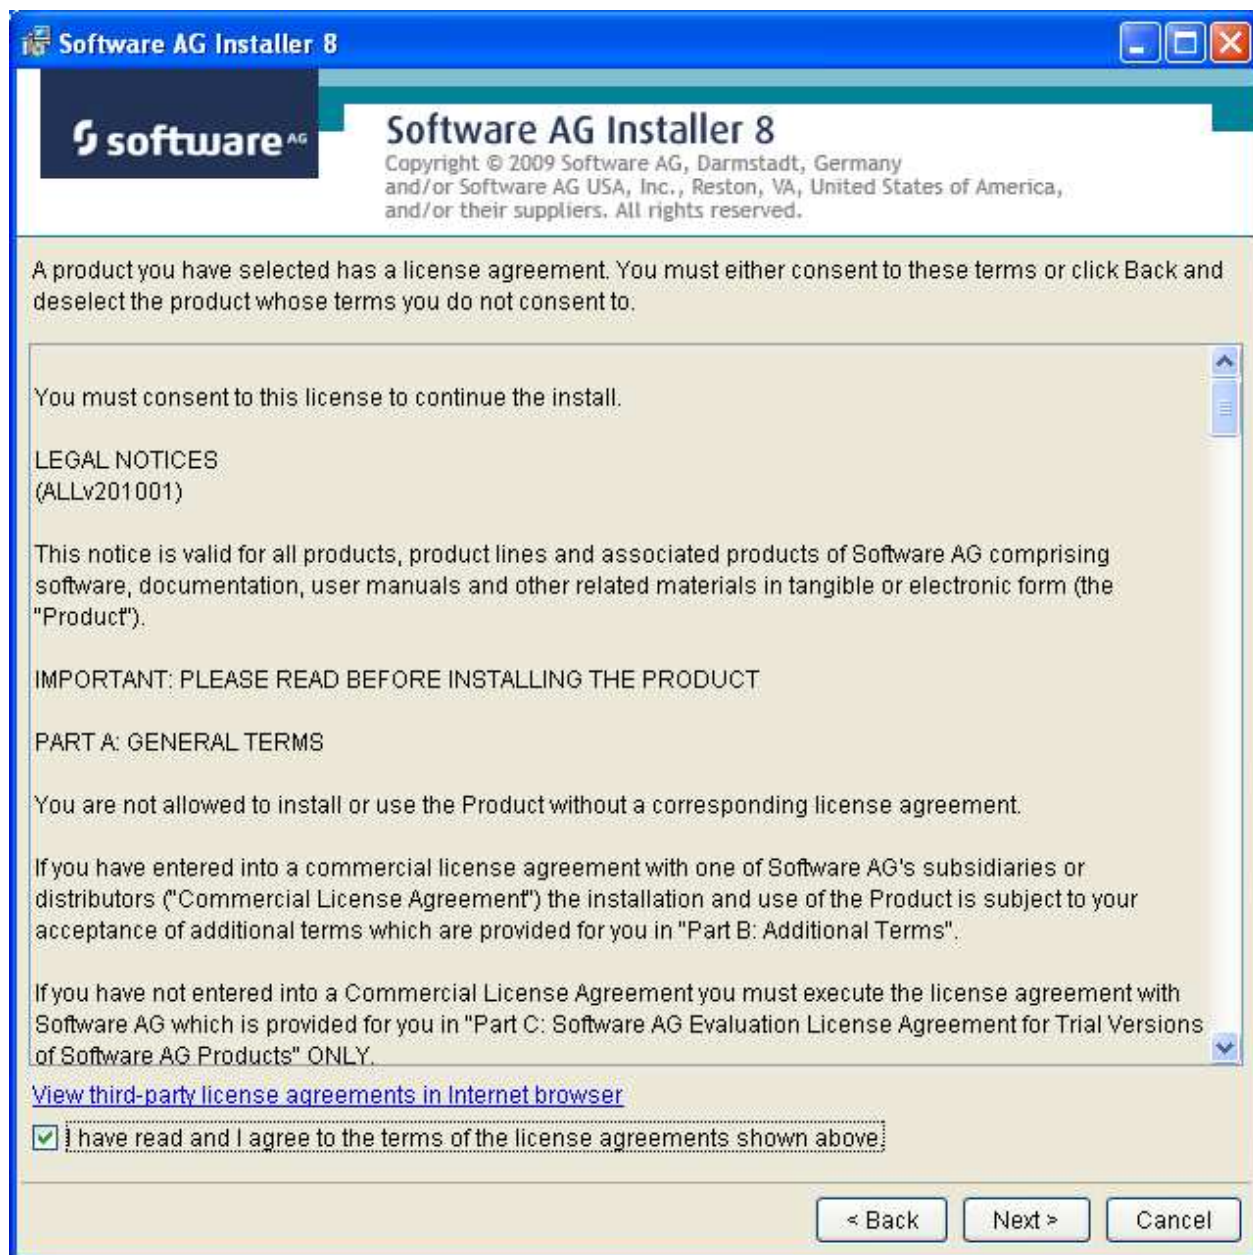 Software AG Installer 8
software AG
Software AG Installer 8
Copyright © 2009 Software AG, Darmstadt, Germany
and/or Software AG USA, Inc., Reston, VA, United States of America,
and/or their suppliers. All rights reserved.
A product you have selected has a license agreement. You must either consent to these terms or click Back and
deselect the product whose terms you do not consent to.
You must consent to this license to continue the install.
LEGAL NOTICES
(ALLv201001)
This notice is valid for all products, product lines and associated products of Software AG comprising
software, documentation, user manuals and other related materials in tangible or electronic form (the
"Product").
IMPORTANT: PLEASE READ BEFORE INSTALLING THE PRODUCT
PART A: GENERAL TERMS
You are not allowed to install or use the Product without a corresponding license agreement.
If you have entered into a commercial license agreement with one of Software AG's subsidiaries or
distributors ("Commercial License Agreement") the installation and use of the Product is subject to your
acceptance of additional terms which are provided for you in "Part B: Additional Terms".
If you have not entered into a Commercial License Agreement you must execute the license agreement with
Software AG which is provided for you in "Part C: Software AG Evaluation License Agreement for Trial Versions
of Software AG Products" ONLY.
View third-party license agreements in Internet browser
I have read and I agree to the terms of the license agreements shown above.
< Back
Next >
Cancel